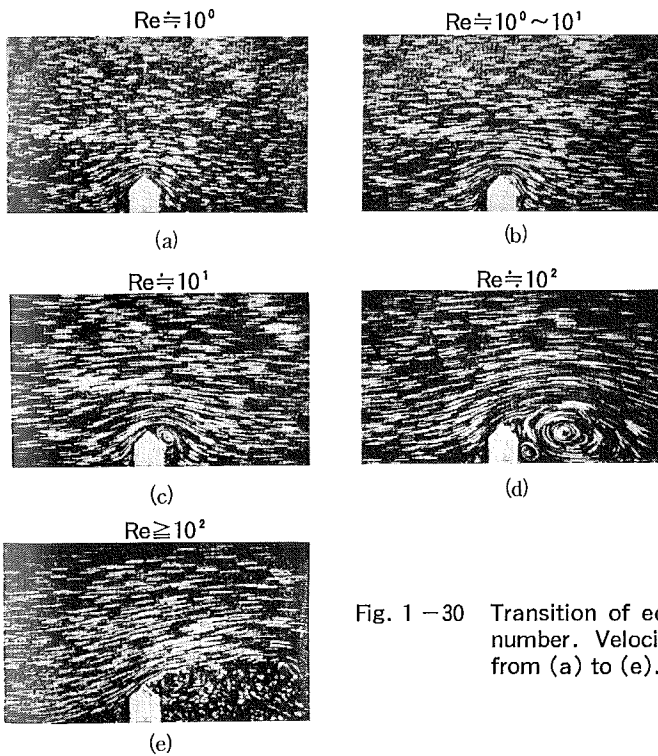 Re≒10⁰
Re≒10⁰~10¹
(a)
(b)
Re≒10¹
Re≒10²
(c)
(d)
Re≧10²
(e)
Fig. 1－30 Transition of
number.
from (a) to (e).